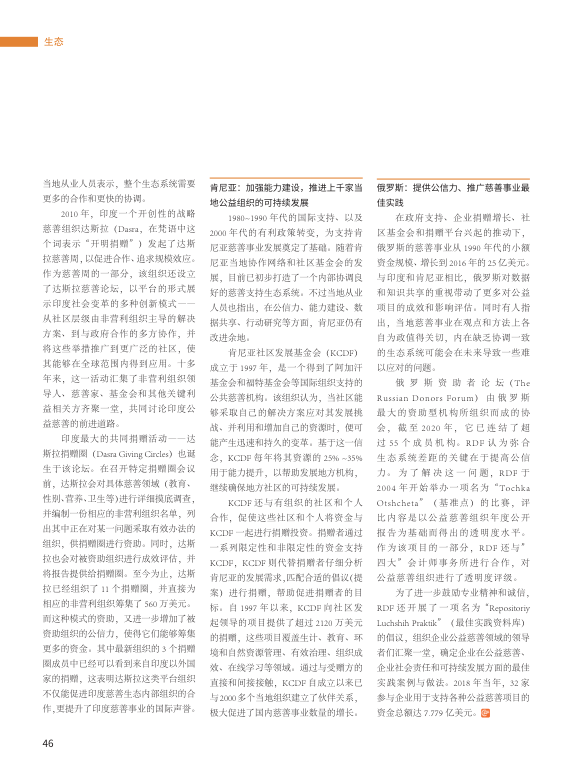 生态
当地从业人员表示，整个生态系统需要
更多的合作和更快的协调。
2010 年，印度一个开创性的战略
慈善组织达斯拉（Dasra，在梵语中这
个词表示“开明捐赠”）发起了达斯
拉慈善周，以促进合作、追求规模效应。
作为慈善周的一部分，该组织还设立
了达斯拉慈善论坛，以平台的形式展
示印度社会变革的多种创新模式——
从社区层级由非营利组织主导的解决
方案、到与政府合作的多方协作，并
将这些举措推广到更广泛的社区，使
其能够在全球范围内得到应用。十多
年来，这一活动汇集了非营利组织领
导人、慈善家、基金会和其他关键利
益相关方齐聚一堂，共同讨论印度公
益慈善的前进道路。
印度最大的共同捐赠活动——达
斯拉捐赠圈（Dasra Giving Circles）也诞
生于该论坛。在召开特定捐赠圈会议
前，达斯拉会对具体慈善领域（教育、
性别、营养、卫生等）进行详细摸底调查，
并编制一份相应的非营利组织名单，列
出其中正在对某一问题采取有效办法的
组织，供捐赠圈进行资助。同时，达斯
拉也会对被资助组织进行成效评估，并
将报告提供给捐赠圈。至今为止，达斯
拉已经组织了 11 个捐赠圈，并直接为
相应的非营利组织筹集了 560 万美元。
而这种模式的资助，又进一步增加了被
资助组织的公信力，使得它们能够筹集
更多的资金。其中最新组织的 3 个捐赠
圈成员中已经可以看到来自印度以外国
家的捐赠，这表明达斯拉这类平台组织
不仅能促进印度慈善生态内部组织的合
作，更提升了印度慈善事业的国际声誉。
肯尼亚：加强能力建设，推进上千家当
地公益组织的可持续发展
1980~1990 年代的国际支持、以及
2000 年代的有利政策转变，为支持肯
尼亚慈善事业发展奠定了基础。随着肯
尼亚当地协作网络和社区基金会的发
展，目前已初步打造了一个内部协调良
好的慈善支持生态系统。不过当地从业
人员也指出，在公信力、能力建设、数
据共享、行动研究等方面，肯尼亚仍有
改进余地。
肯尼亚社区发展基金会（KCDF）
成立于 1997 年，是一个得到了阿加汗
基金会和福特基金会等国际组织支持的
公共慈善机构。该组织认为，当社区能
够采取自己的解决方案应对其发展挑
战、并利用和增加自己的资源时，便可
能产生迅速和持久的变革。基于这一信
念，KCDF 每年将其资源的 25% ~35%
用于能力提升，以帮助发展地方机构，
继续确保地方社区的可持续发展。
KCDF 还与有组织的社区和个人
合作，促使这些社区和个人将资金与
KCDF 一起进行捐赠投资。捐赠者通过
一系列限定性和非限定性的资金支持
KCDF，KCDF 则代替捐赠者仔细分析
肯尼亚的发展需求，匹配合适的倡议（提
案）进行捐赠，帮助促进捐赠者的目
标。自 1997 年以来，KCDF 向社区发
起领导的项目提供了超过 2120 万美元
的捐赠，这些项目覆盖生计、教育、环
境和自然资源管理、有效治理、组织成
效、在线学习等领域。通过与受赠方的
直接和间接接触，KCDF 自成立以来已
与 2000 多个当地组织建立了伙伴关系，
极大促进了国内慈善事业数量的增长。
俄罗斯：提供公信力、推广慈善事业最
佳实践
在政府支持、企业捐赠增长、社
区基金会和捐赠平台兴起的推动下，
俄罗斯的慈善事业从 1990 年代的小额
资金规模、增长到 2016 年的 25 亿美元。
与印度和肯尼亚相比，俄罗斯对数据
和知识共享的重视带动了更多对公益
项目的成效和影响评估。同时有人指
出，当地慈善事业在观点和方法上各
自为政值得关切，内在缺乏协调一致
的生态系统可能会在未来导致一些难
以应对的问题。
俄罗斯资助者论坛（The
Russian Donors Forum）由俄罗斯
最大的资助型机构所组织而成的协
会，截至 2020 年，它已连结了超
过 55 个成员机构。RDF 认为弥合
生态系统差距的关键在于提高公信
力。为了解决这一问题，RDF 于
2004 年开始举办一项名为“Tochka
Otshcheta”（基准点）的比赛，评
比内容是以公益慈善组织年度公开
报告为基础而得出的透明度水平。
作为该项目的一部分，RDF 还与”
四大”会计师事务所进行合作，对
公益慈善组织进行了透明度评级。
为了进一步鼓励专业精神和诚信，
RDF 还开展了一项名为“Repositoriy
Luchshih Praktik”（最佳实践资料库）
的倡议，组织企业公益慈善领域的领导
者们汇聚一堂，确定企业在公益慈善、
企业社会责任和可持续发展方面的最佳
实践案例与做法。2018 年当年，32 家
参与企业用于支持各种公益慈善项目的
资金总额达 7.779 亿美元。
46